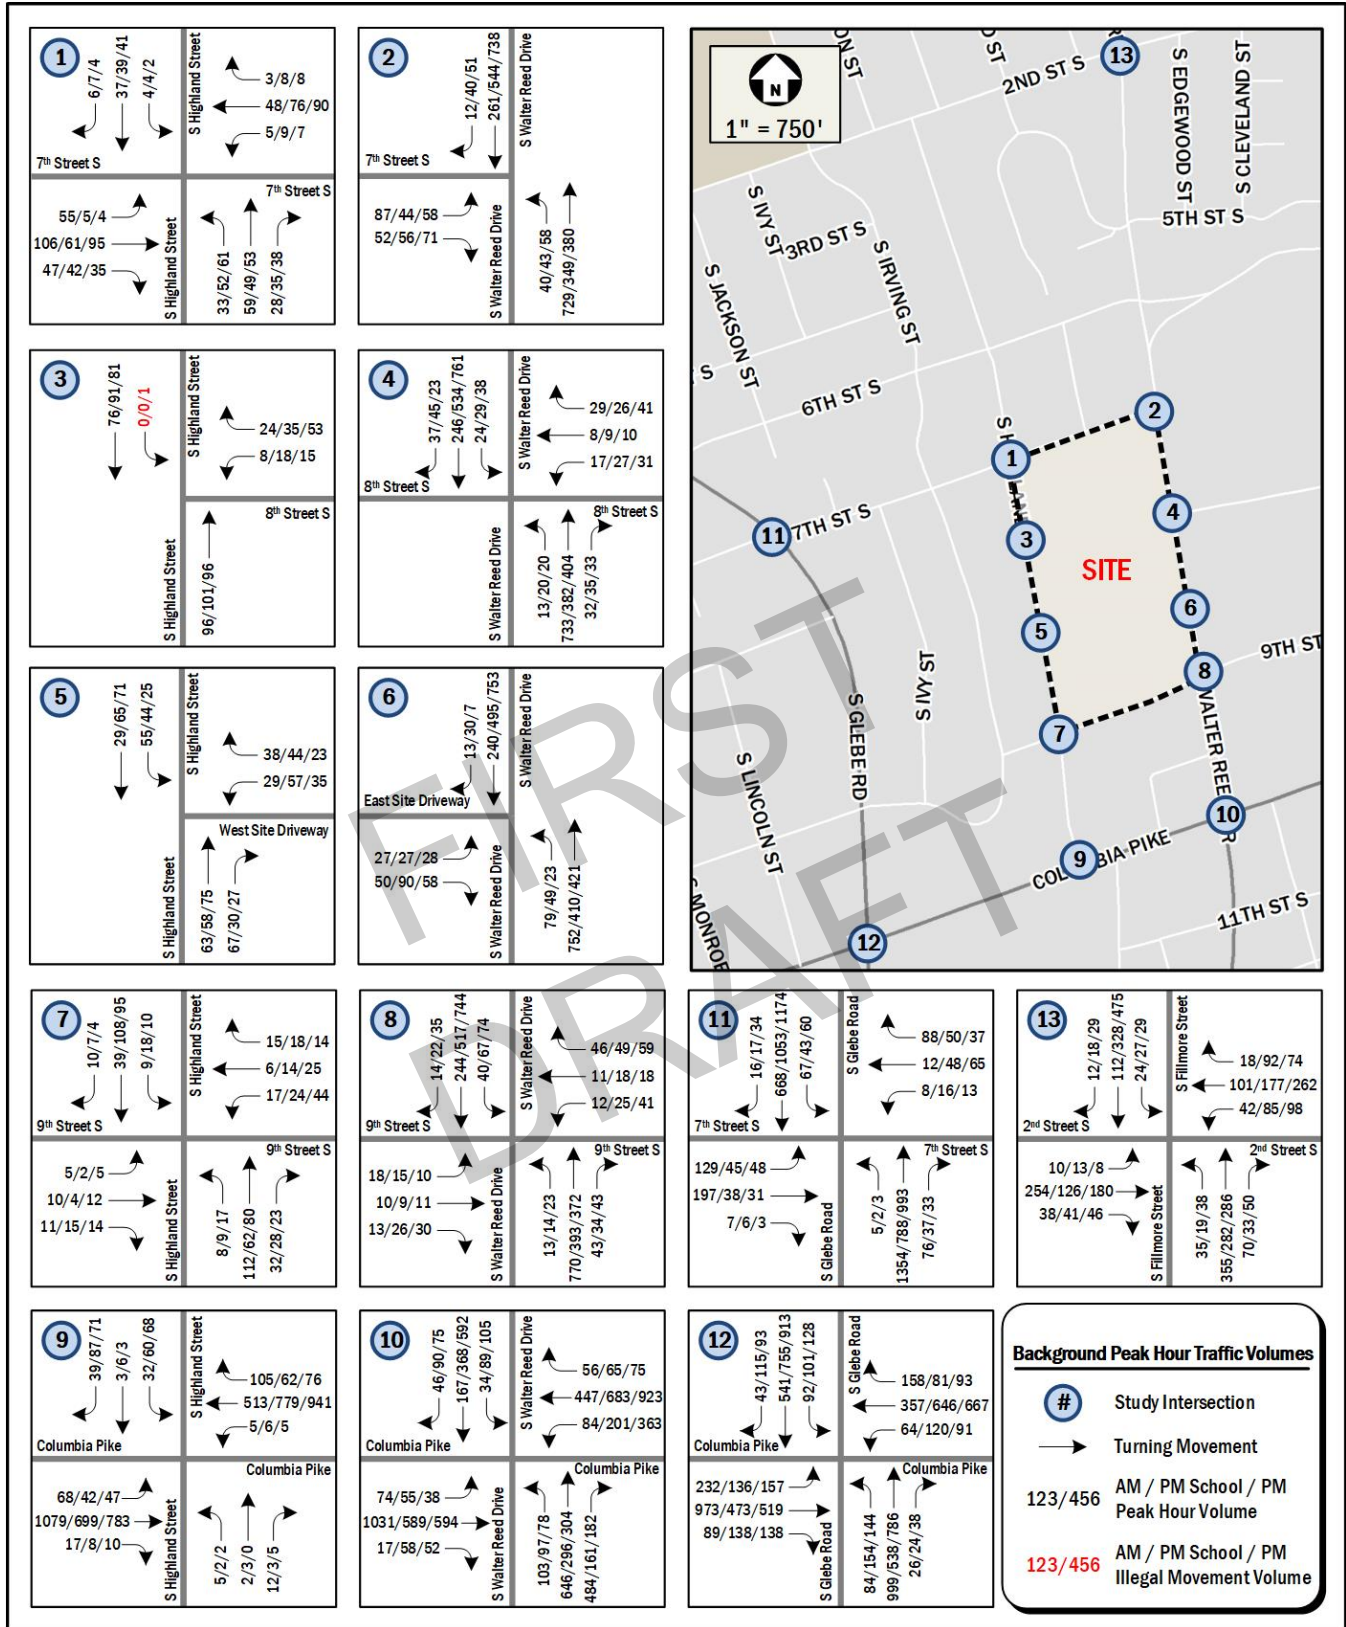 1
6/7/4
37/39/41
4/4/2
S Highland Street
3/8/8
48/76/90
5/9/7
7th Street S
7th Street S
55/5/4
106/61/95
47/42/35
S Highland Street
33/52/61
59/49/53
28/35/38
2
12/40/51
261/544/738
S Walter Reed Drive
7th Street S
87/44/58
52/56/71
S Walter Reed Drive
40/43/58
729/349/380
3
76/91/81
0/0/1
S Highland Street
24/35/53
8/18/15
8th Street S
S Highland Street
96/101/96
4
37/45/23
246/534/761
24/29/38
S Walter Reed Drive
29/26/41
8/9/10
17/27/31
8th Street S
8th Street S
S Walter Reed Drive
13/20/20
733/382/404
32/35/33
5
29/65/71
55/44/25
S Highland Street
38/44/23
29/57/35
West Site Driveway
S Highland Street
63/58/75
67/30/27
6
13/30/7
240/495/753
S Walter Reed Drive
East Site Driveway
27/27/28
50/90/58
S Walter Reed Drive
79/49/23
752/410/421
N
1" = 750'
ON ST
D ST
2ND ST S
13
S EDGEWOOD ST
S CLEVELAND ST
5TH ST S
S IVY ST
3RD ST S
S IRVING ST
S JACKSON ST
S
6TH ST S
2
1
4
11
7TH ST S
3
SITE
5
6
9TH ST
8
7
S IVY ST
S GLEBE RD
S LINCOLN ST
10
9
COLUMBIA PIKE
11TH ST S
12
FIRST
DRAFT
7
10/7/4
39/108/95
9/18/10
S Highland Street
15/18/14
6/14/25
17/24/44
9th Street S
9th Street S
5/2/5
10/4/12
11/15/14
S Highland Street
8/9/17
112/62/80
32/28/23
8
14/22/35
244/517/744
40/67/74
S Walter Reed Drive
46/49/59
11/18/18
12/25/41
9th Street S
9th Street S
18/15/10
10/9/11
13/26/30
S Walter Reed Drive
13/14/23
770/393/372
43/34/43
11
16/17/34
668/1053/1174
67/43/60
S Glebe Road
88/50/37
12/48/65
8/16/13
7th Street S
7th Street S
129/45/48
197/38/31
7/6/3
S Glebe Road
5/2/3
1354/788/993
76/37/33
13
12/18/29
112/328/475
24/27/29
S Fillmore Street
18/92/74
101/177/262
42/85/98
2nd Street S
2nd Street S
10/13/8
254/126/180
38/41/46
S Fillmore Street
35/19/38
355/282/286
70/33/50
9
39/87/71
3/6/3
32/60/68
S Highland Street
105/62/76
513/779/941
5/6/5
Columbia Pike
Columbia Pike
68/42/47
1079/699/783
17/8/10
S Highland Street
5/2/2
2/3/0
12/3/5
10
46/90/75
167/368/592
34/89/105
S Walter Reed Drive
56/65/75
447/683/923
84/201/363
Columbia Pike
Columbia Pike
74/55/38
1031/589/594
17/58/52
S Walter Reed Drive
103/97/78
646/296/304
484/161/182
12
43/115/93
541/755/913
92/101/128
S Glebe Road
158/81/93
357/646/667
64/120/91
Columbia Pike
Columbia Pike
232/136/157
973/473/519
89/138/138
S Glebe Road
84/154/144
999/538/786
26/24/38
Background Peak Hour Traffic Volumes
# Study Intersection
Turning Movement
123/456 AM / PM School / PM
Peak Hour Volume
123/456 AM / PM School / PM
Illegal Movement Volume